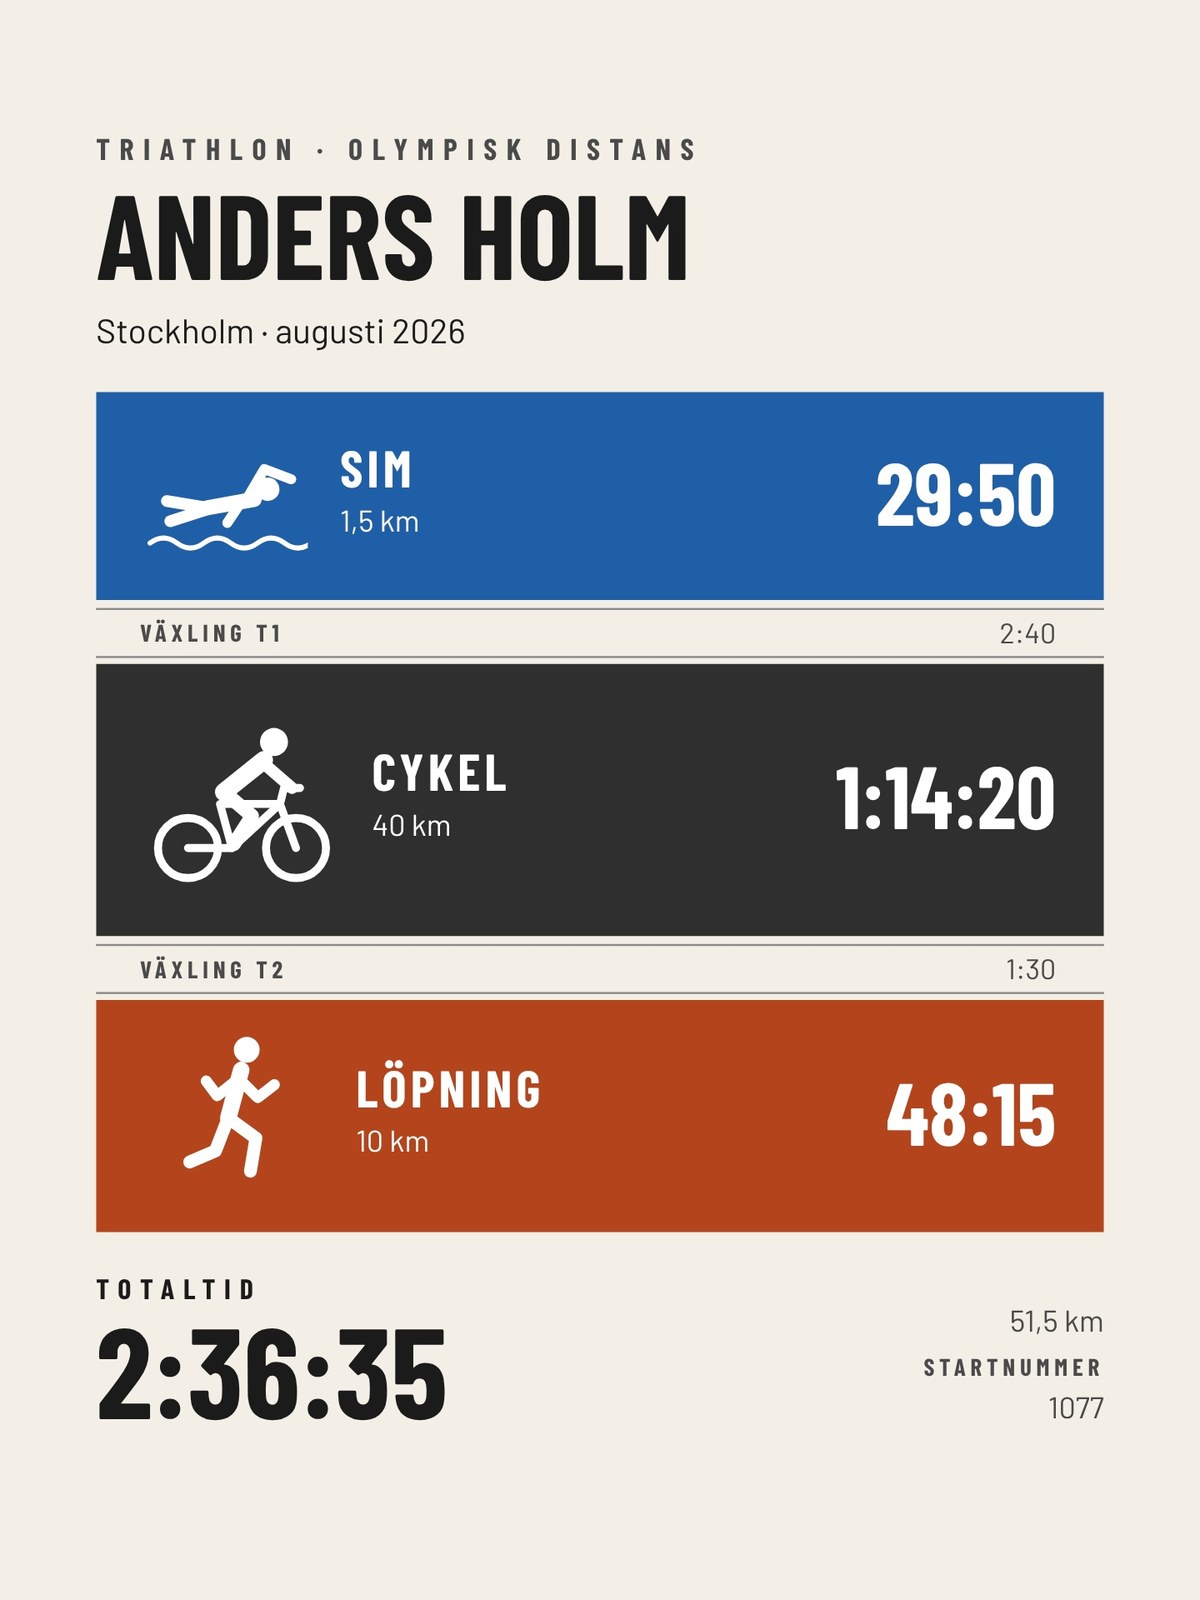 TRIATHLON · OLYMPISK DISTANS
ANDERS HOLM
Stockholm · augusti 2026
SIM
1,5 km
29:50
VÄXLING T1
2:40
CYKEL
40 km
1:14:20
VÄXLING T2
1:30
LÖPNING
10 km
48:15
TOTALTID
2:36:35
51,5 km
STARTNUMMER
1077